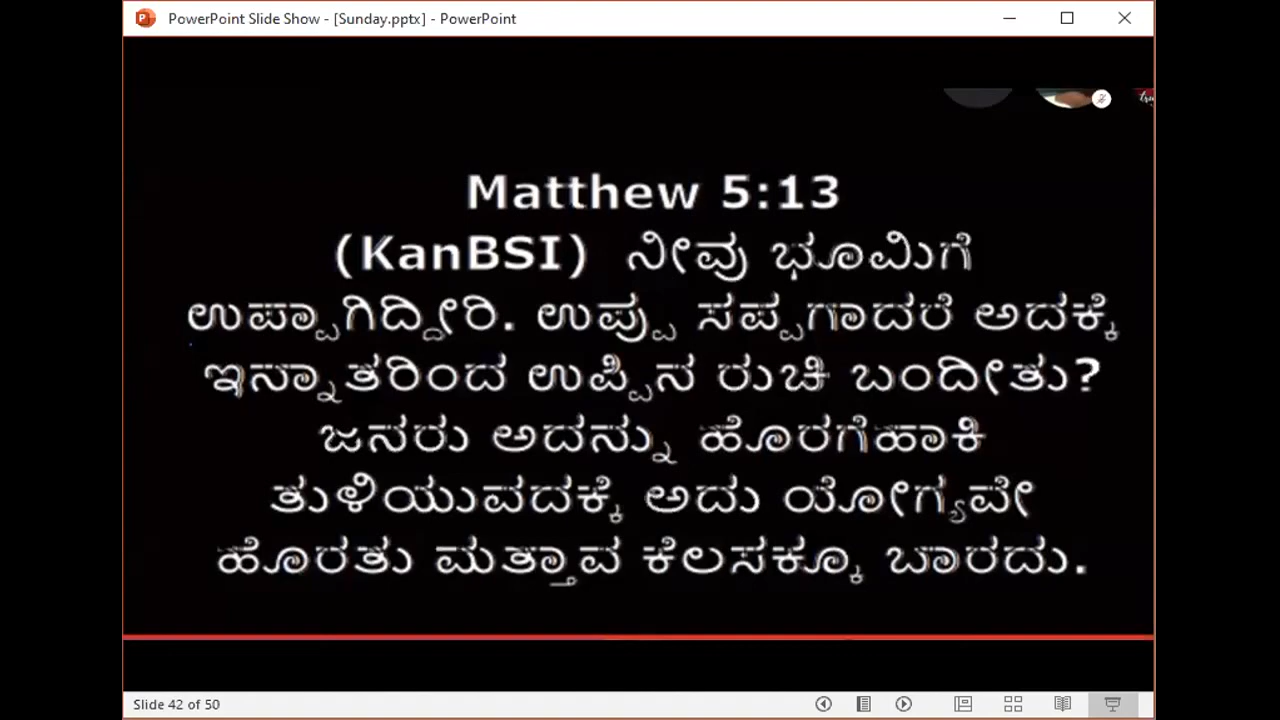 PowerPoint Slide Show - [Sunday.pptx] - PowerPoint
Matthew 5:13
(KanBSI) ನೀವು ಭೂಮಿಗೆ
ಉಪ್ಪಾಗಿದ್ದೀರಿ. ಉಪ್ಪು ಸಪ್ಪಗಾದರೆ ಅದಕ್ಕೆ
ಇನ್ನಾತರಿಂದ ಉಪ್ಪಿನ ರುಚಿ ಬಂದೀತು?
ಜನರು ಅದನ್ನು ಹೊರಗೆಹಾಕಿ
ತುಳಿಯುವದಕ್ಕೆ ಅದು ಯೋಗ್ಯವೇ
ಹೊರತು ಮತ್ತಾವ ಕೆಲಸಕ್ಕೂ ಬಾರದು.
Slide 42 of 50